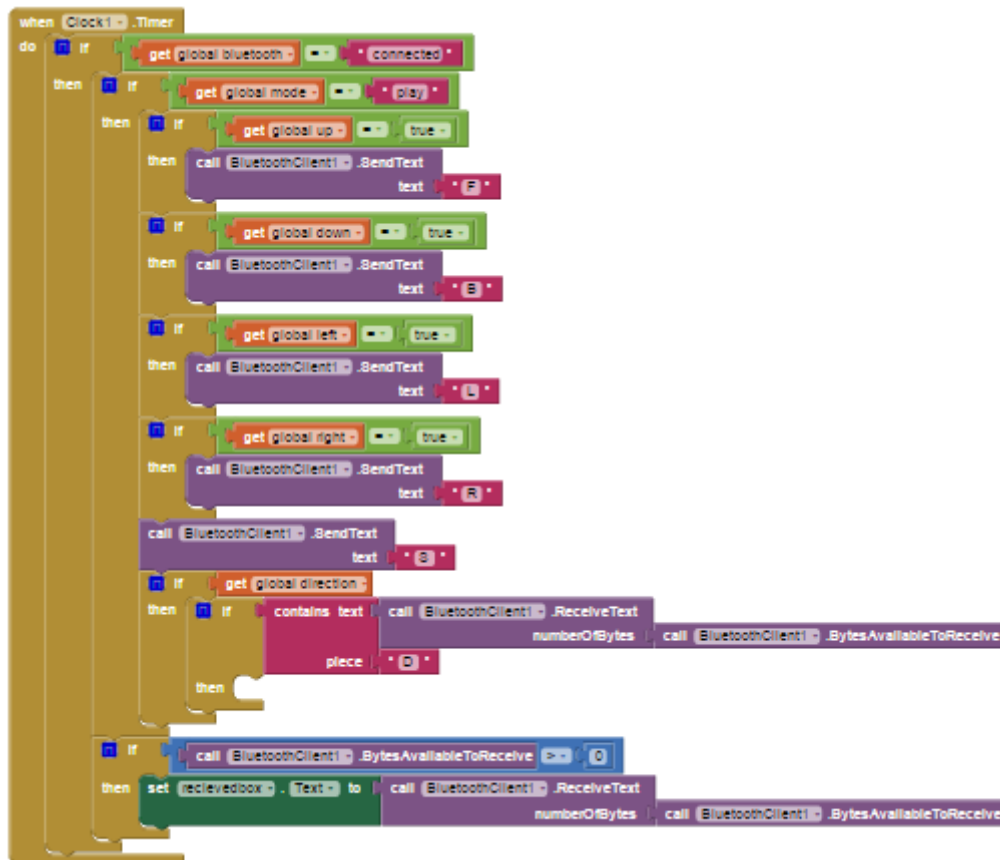 when Clock1 .Timer
do if get global bluetooth = " connected "
then if get global mode = " play "
then if get global up = true
then call BluetoothClient1 .SendText
text " F "
if get global down = true
then call BluetoothClient1 .SendText
text " B "
if get global left = true
then call BluetoothClient1 .SendText
text " L "
if get global right = true
then call BluetoothClient1 .SendText
text " R "
call BluetoothClient1 .SendText
text " S "
if get global direction
then if contains text call BluetoothClient1 .ReceiveText
numberOfBytes call BluetoothClient1 .BytesAvailableToReceive
piece " D "
then
if call BluetoothClient1 .BytesAvailableToReceive > 0
then set recievedbox . Text to call BluetoothClient1 .ReceiveText
numberOfBytes call BluetoothClient1 .BytesAvailableToReceive